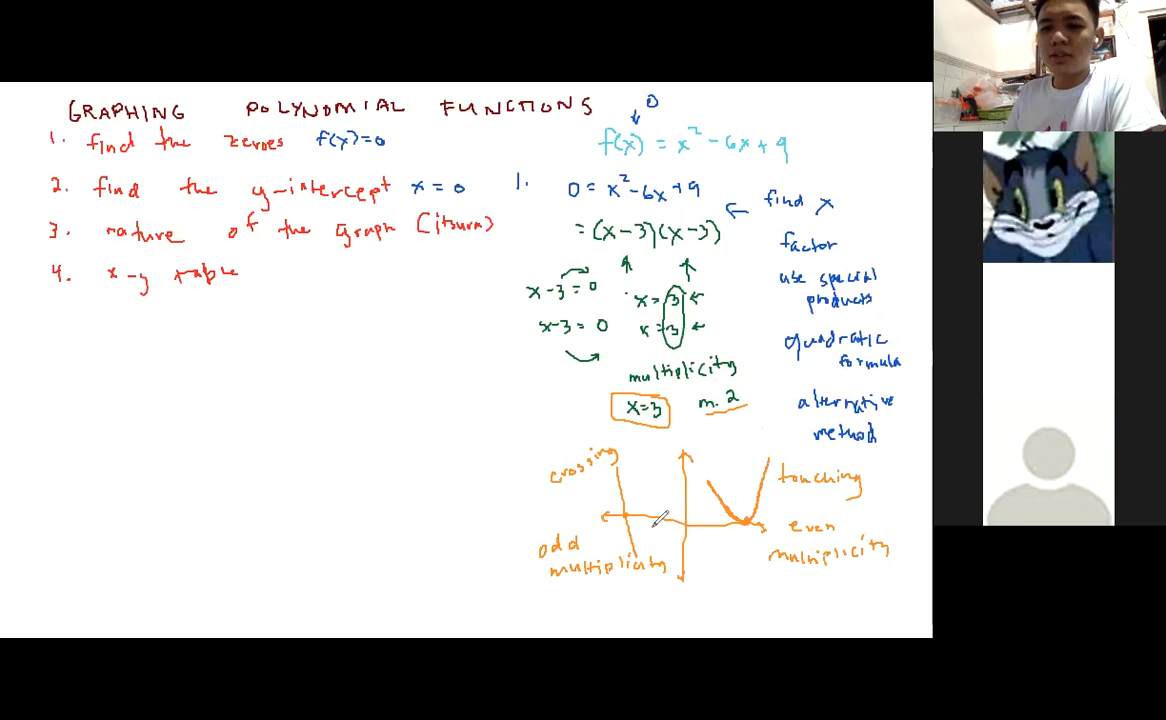 GRAPHING POLYNOMIAL FUNCTIONS
1. find the zeroes f(x)=0
2. find the y-intercept x=0
3. nature of the graph (itsura)
4. x-y table
0
f(x) = x² - 6x + 9
1. 0 = x² - 6x + 9
= (x-3)(x-3)
x-3=0
x-3=0
x=3
x=3
multiplicity
x=3 m. 2
find x
factor
use special
products
quadratic
formula
alternative
method
crossing
odd
multiplicity
touching
even
multiplicity